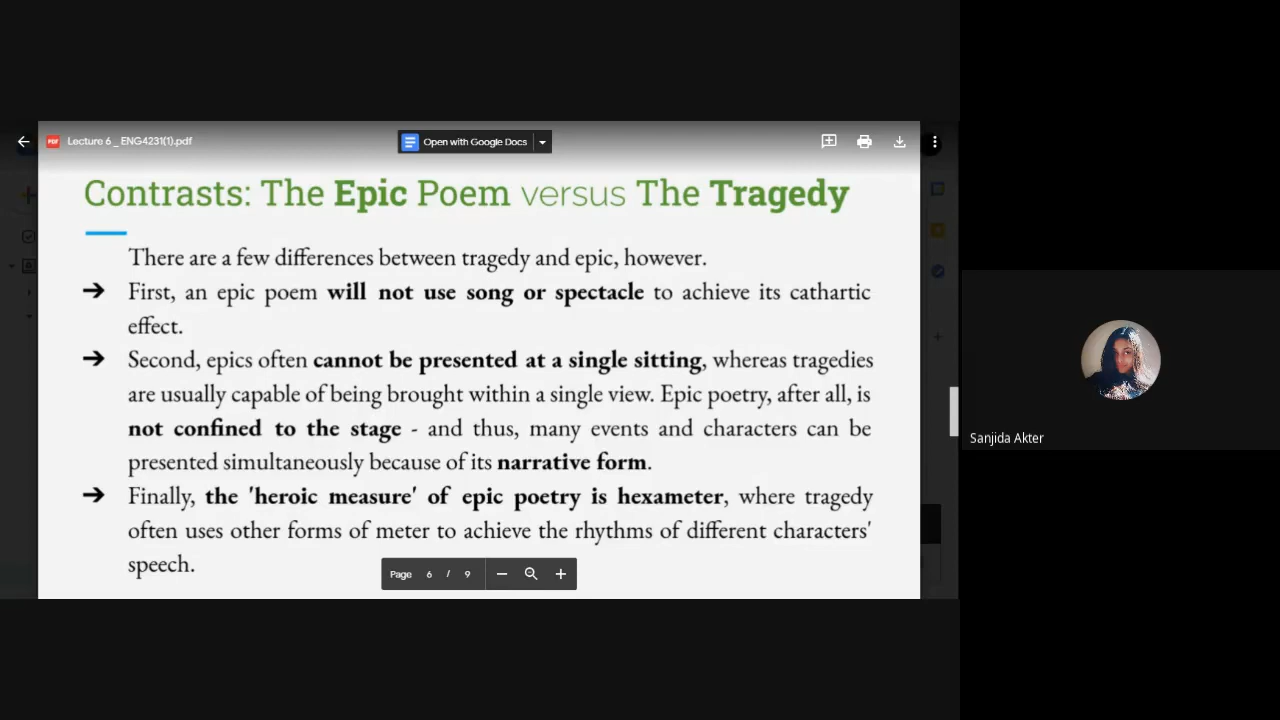 Lecture 6 _ ENG4231(1).pdf
Open with Google Docs
Contrasts: The Epic Poem versus The Tragedy
There are a few differences between tragedy and epic, however.
➔ First, an epic poem will not use song or spectacle to achieve its cathartic
effect.
➔ Second, epics often cannot be presented at a single sitting, whereas tragedies
are usually capable of being brought within a single view. Epic poetry, after all, is
not confined to the stage - and thus, many events and characters can be
presented simultaneously because of its narrative form.
➔ Finally, the 'heroic measure' of epic poetry is hexameter, where tragedy
often uses other forms of meter to achieve the rhythms of different characters'
speech.
Page 6 / 9
Sanjida Akter